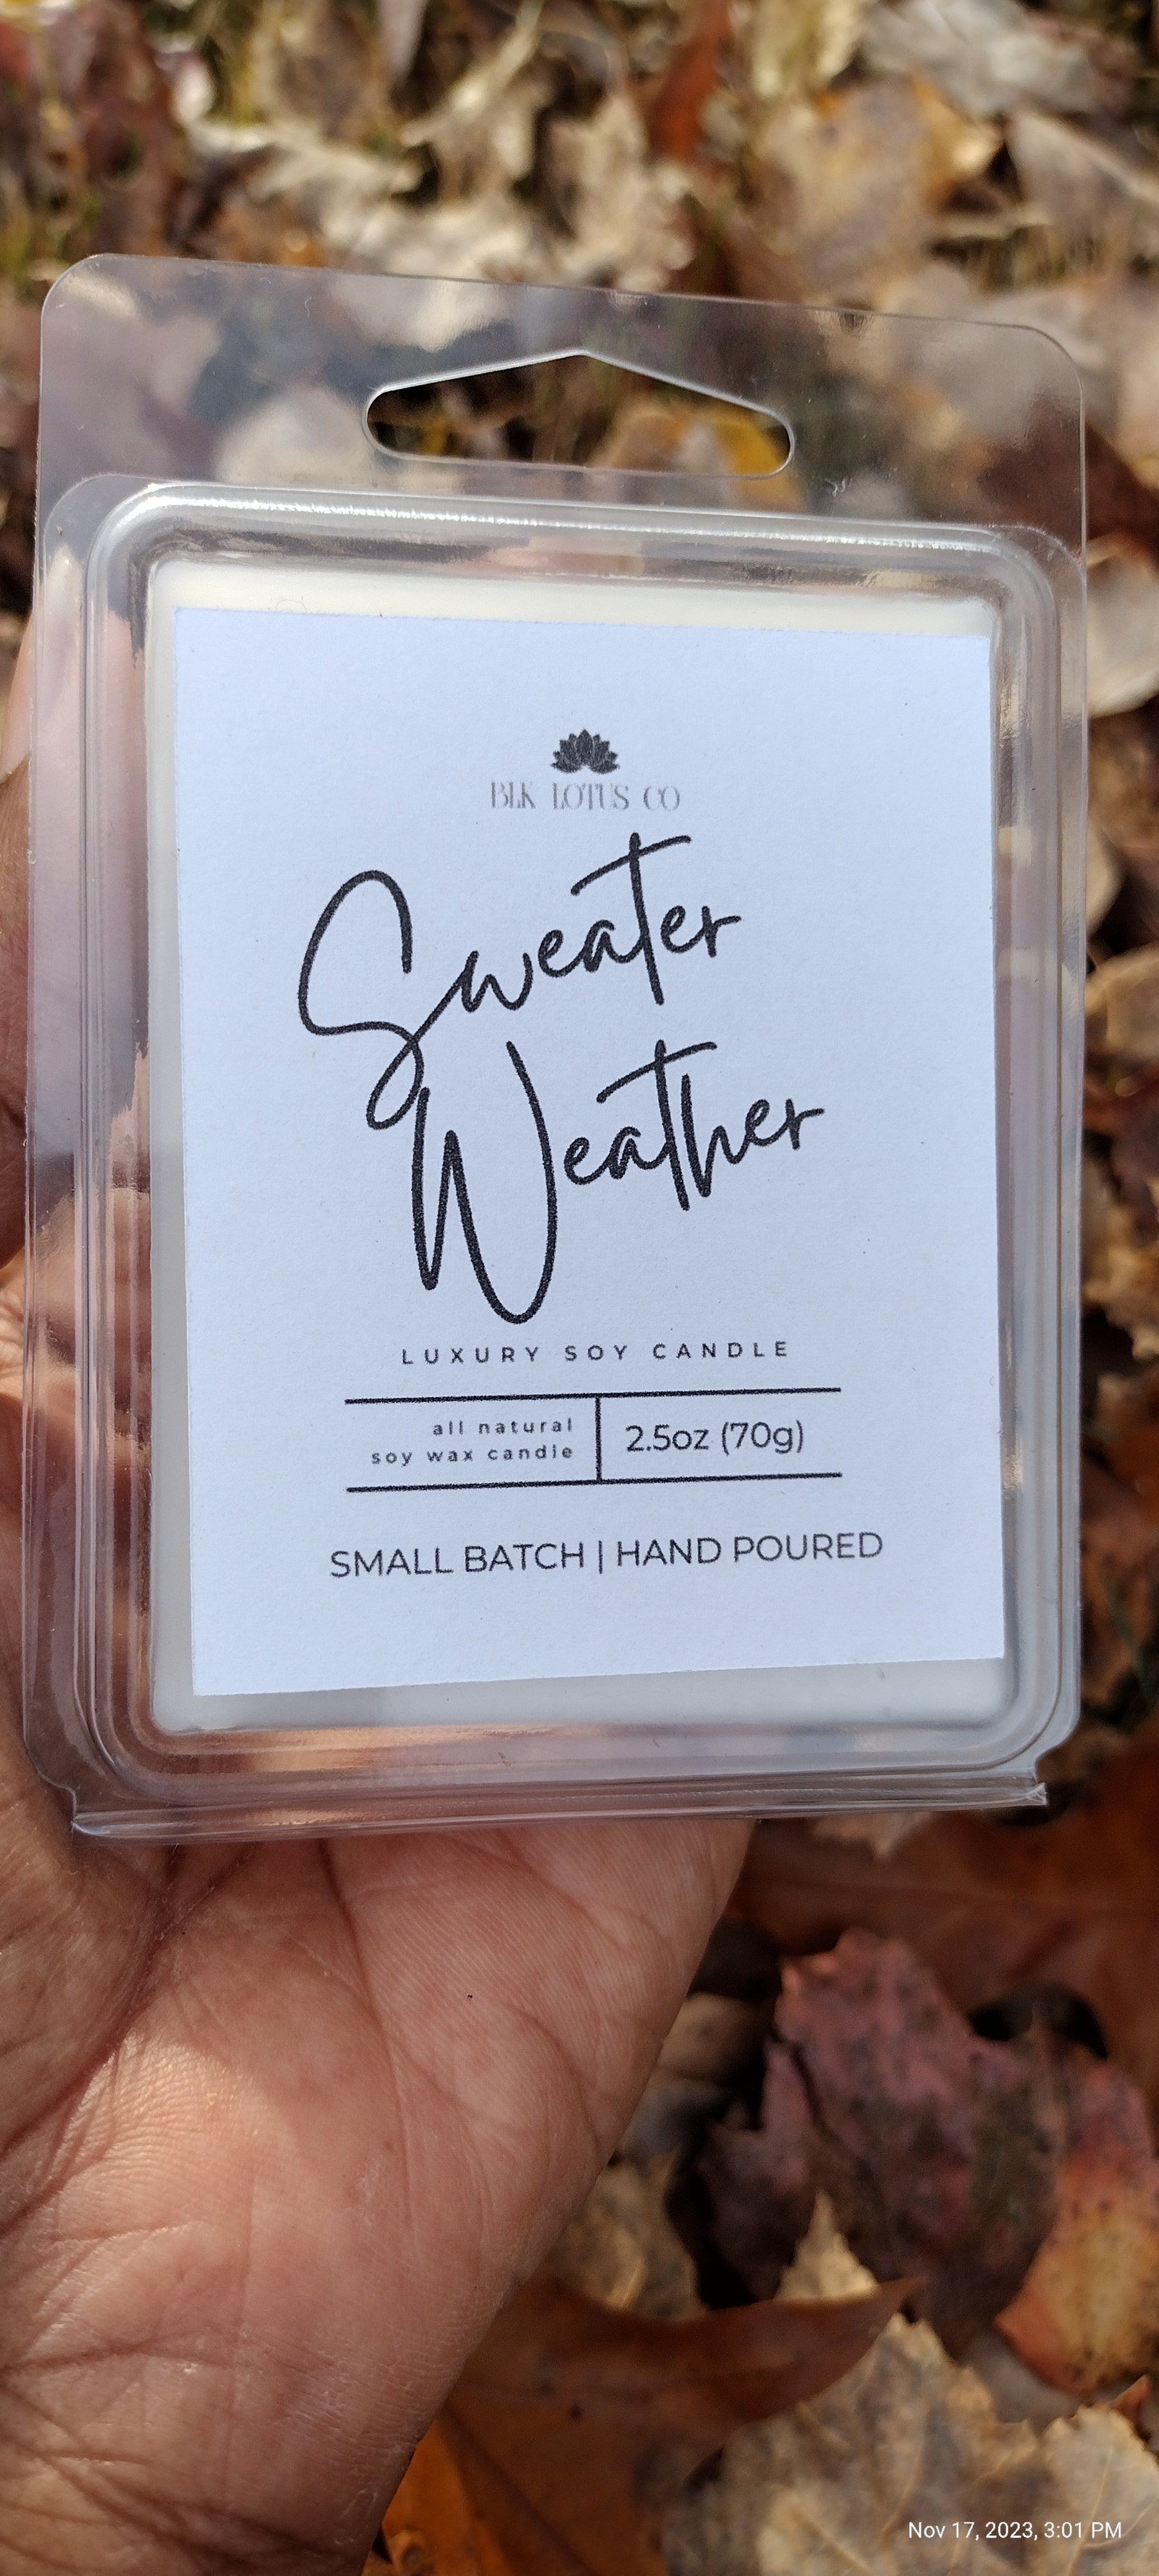 BLK LOTUS CO
Sweater
Weather
LUXURY SOY CANDLE
all natural
soy wax candle
2.5oz (70g)
SMALL BATCH | HAND POURED
Nov 17, 2023, 3:01 PM